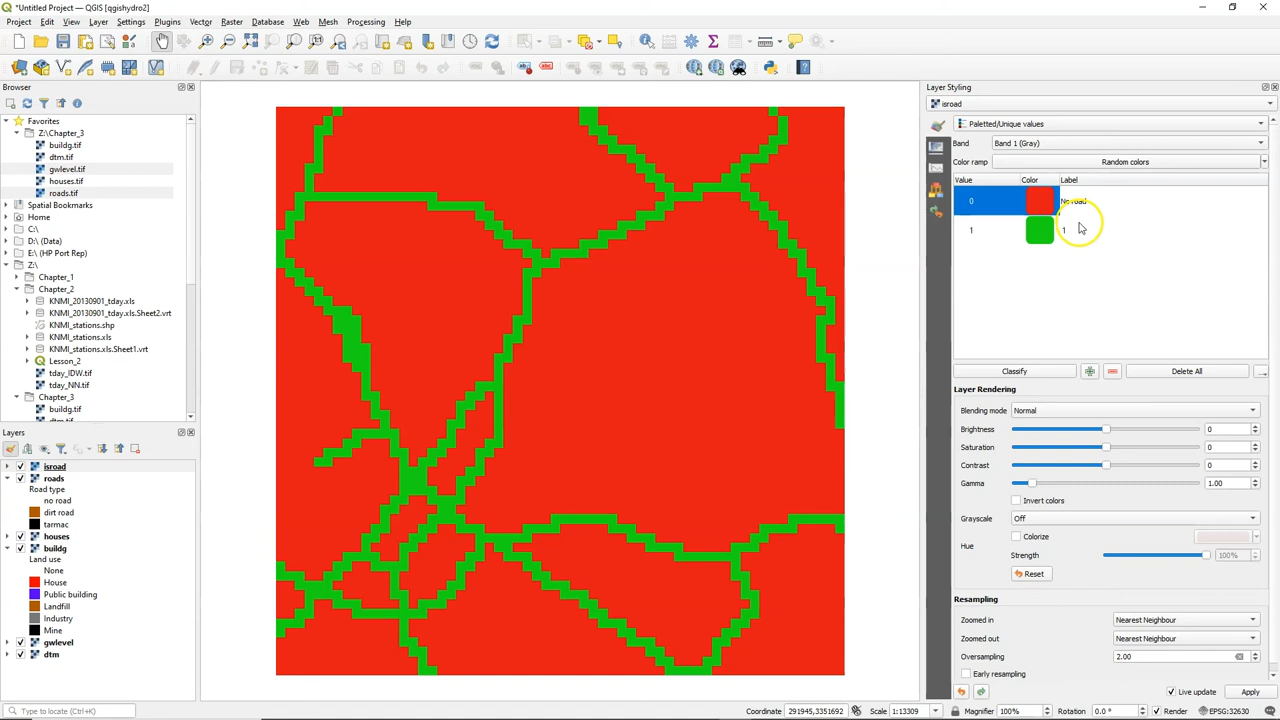 *Untitled Project — QGIS [qgishydro2]
Project Edit View Layer Settings Plugins Vector Raster Database Web Mesh Processing Help
Browser
Favorites
Z:\Chapter_3
buildg.tif
dtm.tif
gwlevel.tif
houses.tif
roads.tif
Spatial Bookmarks
Home
C:\
D:\ (Data)
E:\ (HP Port Rep)
Z:\
Chapter_1
Chapter_2
KNMI_20130901_tday.xls
KNMI_20130901_tday.xls.Sheet2.vrt
KNMI_stations.shp
KNMI_stations.xls
KNMI_stations.xls.Sheet1.vrt
Lesson_2
tday_IDW.tif
tday_NN.tif
Chapter_3
buildg.tif
Layers
isroad
roads
Road type
no road
dirt road
tarmac
houses
buildg
Land use
None
House
Public building
Landfill
Industry
Mine
gwlevel
dtm
Layer Styling
isroad
Paletted/Unique values
Band Band 1 (Gray)
Color ramp Random colors
Value Color Label
0 No road
1 1
Classify Delete All ...
Layer Rendering
Blending mode Normal
Brightness 0
Saturation 0
Contrast 0
Gamma 1.00
Invert colors
Grayscale Off
Hue Colorize
Strength 100%
Reset
Resampling
Zoomed in Nearest Neighbour
Zoomed out Nearest Neighbour
Oversampling 2.00
Early resampling
Live update Apply
Type to locate (Ctrl+K) Coordinate 291945,3351692 Scale 1:13309 Magnifier 100% Rotation 0.0 ° Render EPSG:32630